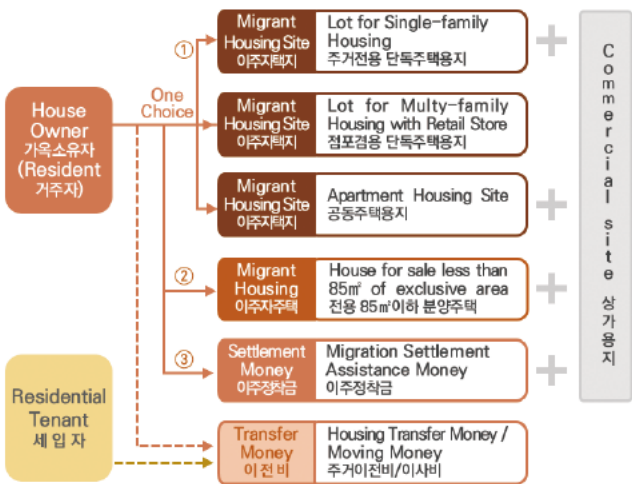 House
Owner
가옥소유자
(Resident
거주자)
One
Choice
①
Migrant
Housing Site
이주자택지
Lot for Single-family
Housing
주거전용 단독주택용지
Migrant
Housing Site
이주자택지
Lot for Multy-family
Housing with Retail Store
점포겸용 단독주택용지
Migrant
Housing Site
이주자택지
Apartment Housing Site
공동주택용지
②
Migrant
Housing
이주자주택
House for sale less than
85㎡ of exclusive area
전용 85㎡이하 분양주택
③
Settlement
Money
이주정착금
Migration Settlement
Assistance Money
이주정착금
Residential
Tenant
세입자
Transfer
Money
이전비
Housing Transfer Money /
Moving Money
주거이전비/이사비
+
+
+
+
Commercial site 상가용지